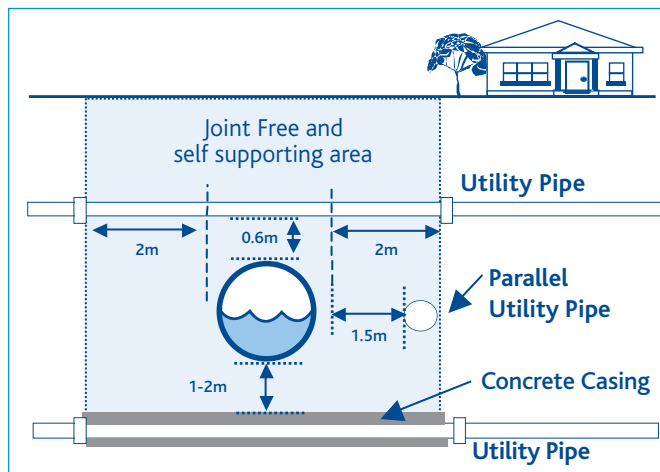 Joint Free and
self supporting area
Utility Pipe
2m
0.6m
2m
Parallel
Utility Pipe
1.5m
1-2m
Concrete Casing
Utility Pipe